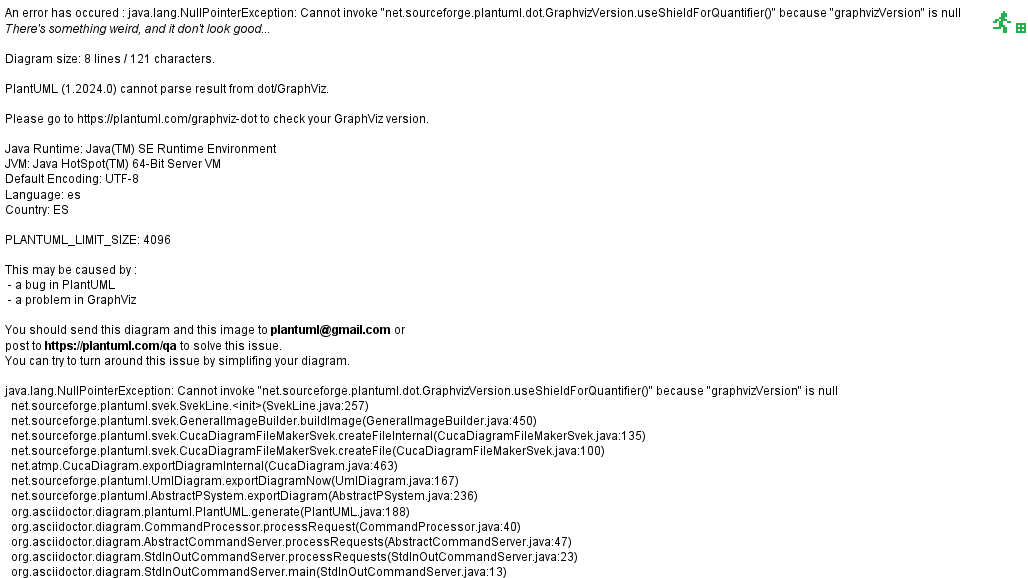 An error has occured : java.lang.NullPointerException: Cannot invoke "net.sourceforge.plantuml.dot.GraphvizVersion.useShieldForQuantifier()" because "graphvizVersion" is null
There's something weird, and it don't look good...
Diagram size: 8 lines / 121 characters.
PlantUML (1.2024.0) cannot parse result from dot/GraphViz.
Please go to https://plantuml.com/graphviz-dot to check your GraphViz version.
Java Runtime: Java(TM) SE Runtime Environment
JVM: Java HotSpot(TM) 64-Bit Server VM
Default Encoding: UTF-8
Language: es
Country: ES
PLANTUML_LIMIT_SIZE: 4096
This may be caused by :
- a bug in PlantUML
- a problem in GraphViz
You should send this diagram and this image to plantuml@gmail.com or
post to https://plantuml.com/qa to solve this issue.
You can try to turn around this issue by simplifing your diagram.
java.lang.NullPointerException: Cannot invoke "net.sourceforge.plantuml.dot.GraphvizVersion.useShieldForQuantifier()" because "graphvizVersion" is null
net.sourceforge.plantuml.svek.SvekLine.<init>(SvekLine.java:257)
net.sourceforge.plantuml.svek.GeneralImageBuilder.buildImage(GeneralImageBuilder.java:450)
net.sourceforge.plantuml.svek.CucaDiagramFileMakerSvek.createFileInternal(CucaDiagramFileMakerSvek.java:135)
net.sourceforge.plantuml.svek.CucaDiagramFileMakerSvek.createFile(CucaDiagramFileMakerSvek.java:100)
net.atmp.CucaDiagram.exportDiagramInternal(CucaDiagram.java:463)
net.sourceforge.plantuml.UmlDiagram.exportDiagramNow(UmlDiagram.java:167)
net.sourceforge.plantuml.AbstractPSystem.exportDiagram(AbstractPSystem.java:236)
org.asciidoctor.diagram.plantuml.PlantUML.generate(PlantUML.java:188)
org.asciidoctor.diagram.CommandProcessor.processRequest(CommandProcessor.java:40)
org.asciidoctor.diagram.AbstractCommandServer.processRequests(AbstractCommandServer.java:47)
org.asciidoctor.diagram.StdInOutCommandServer.processRequests(StdInOutCommandServer.java:23)
org.asciidoctor.diagram.StdInOutCommandServer.main(StdInOutCommandServer.java:13)